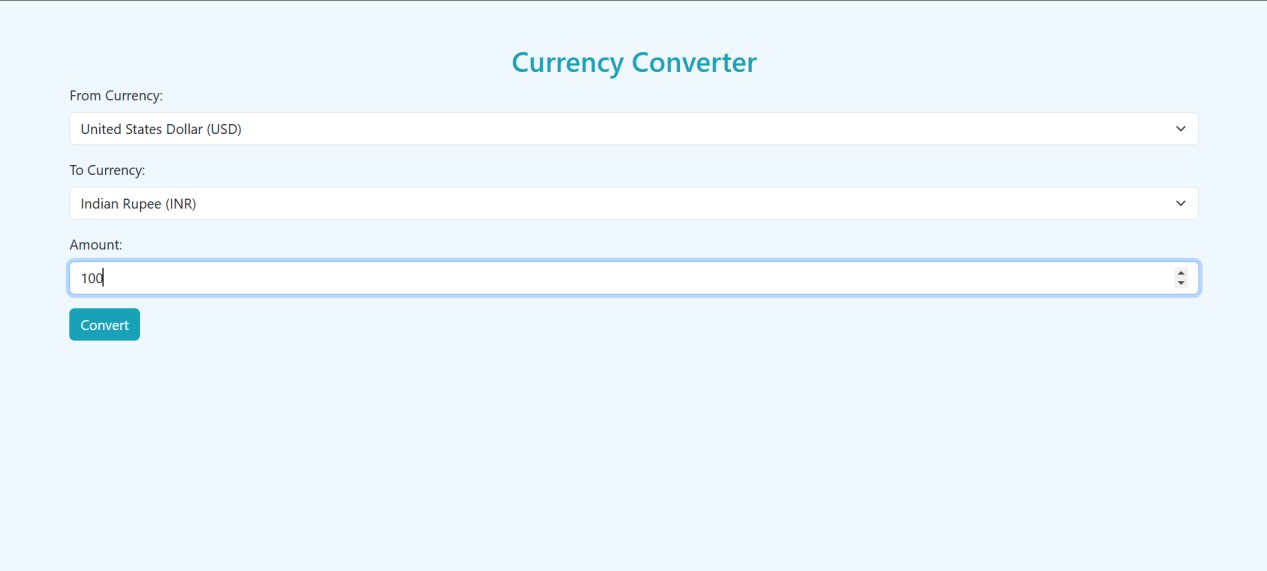 Currency Converter
From Currency:
United States Dollar (USD)
To Currency:
Indian Rupee (INR)
Amount:
100
Convert